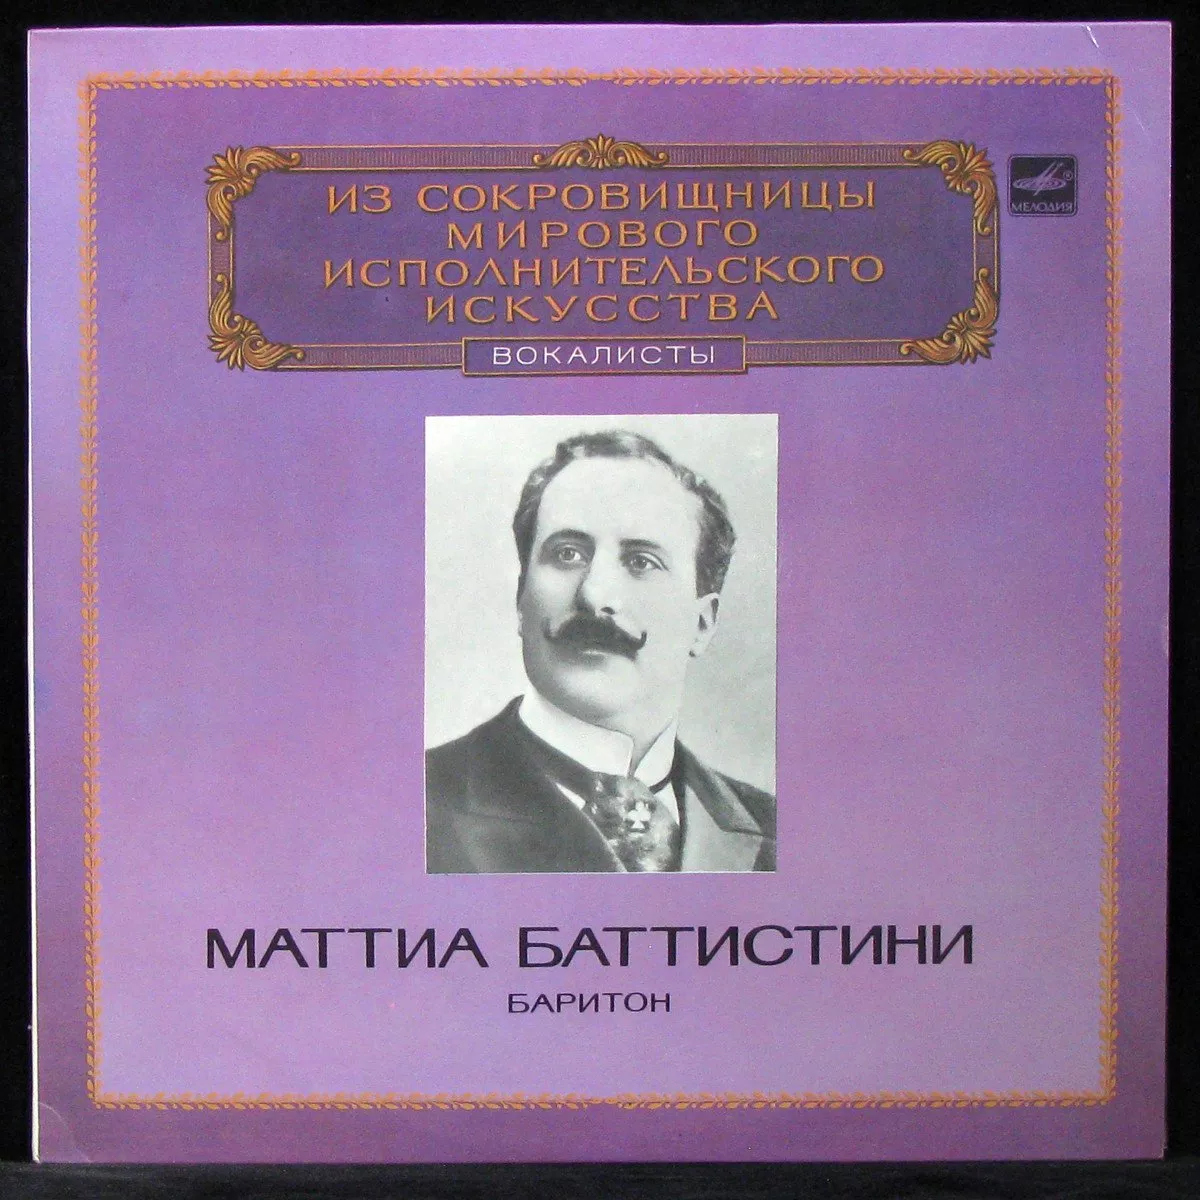 ИЗ СОКРОВИЩНИЦЫ
МИРОВОГО
ИСПОЛНИТЕЛЬСКОГО
ИСКУССТВА
ВОКАЛИСТЫ
®
МЕЛОДИЯ
МАТТИА БАТТИСТИНИ
БАРИТОН